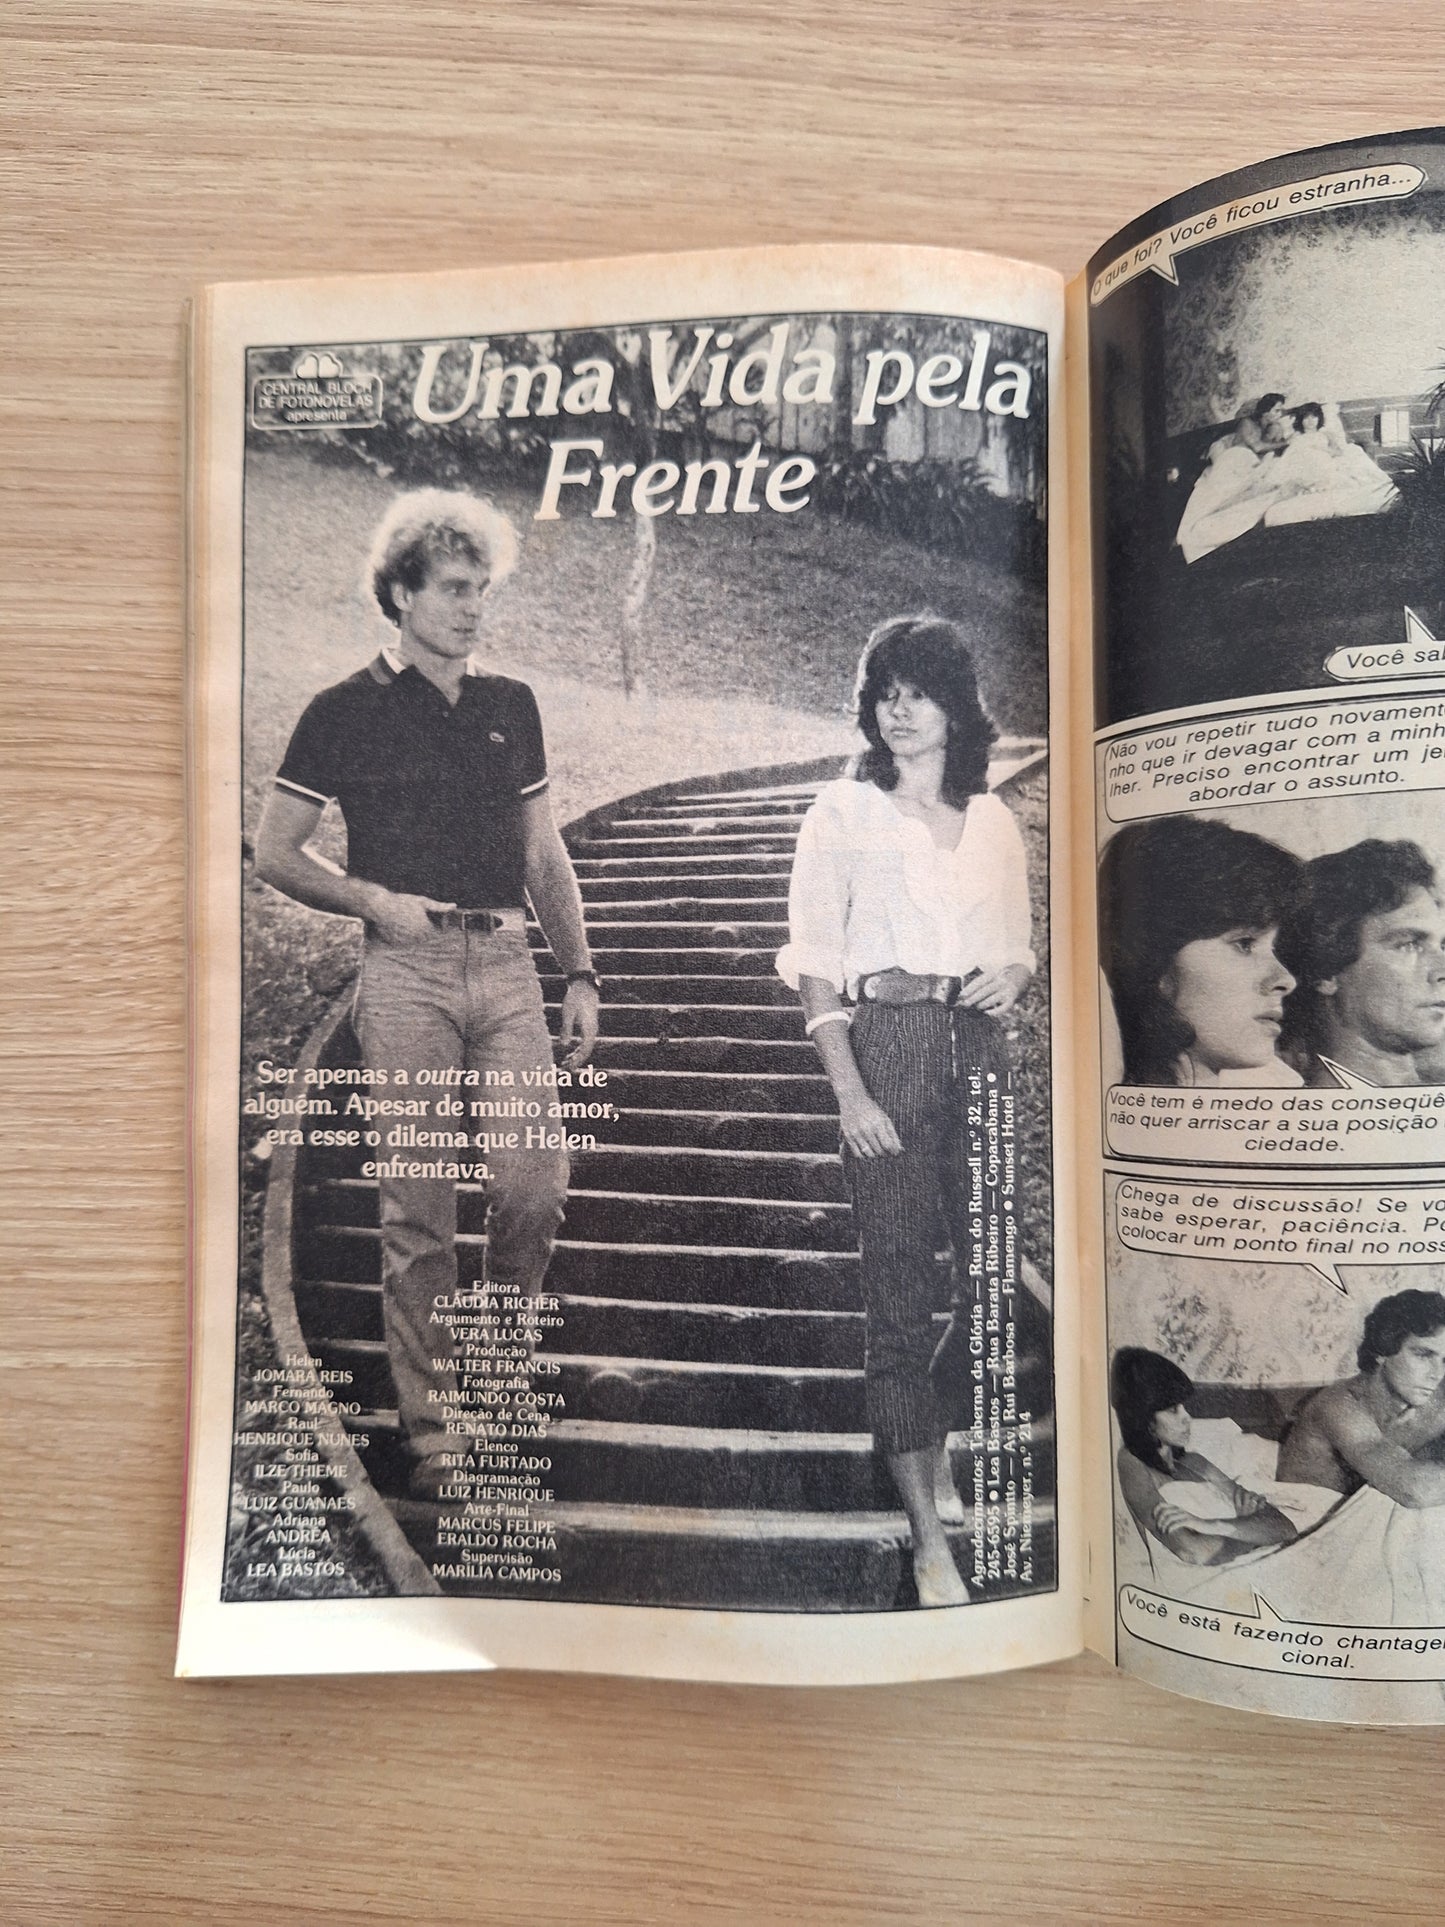 CENTRAL BLOCH
DE FOTONOVELAS
apresenta
Uma Vida pela
Frente
Ser apenas a outra na vida de
alguém. Apesar de muito amor,
era esse o dilema que Helen
enfrentava.
Helen
JOMARA REIS
Fernando
MARCO MAGNO
Raul
HENRIQUE NUNES
Sofia
ILZE THIEME
Paulo
LUIZ GUANAES
Adriana
ANDRÉA
Lúcia
LEA BASTOS
Editora
CLÁUDIA RICHER
Argumento e Roteiro
VERA LUCAS
Produção
WALTER FRANCIS
Fotografia
RAIMUNDO COSTA
Direção de Cena
RENATO DIAS
Elenco
RITA FURTADO
Diagramação
LUIZ HENRIQUE
Arte-Final
MARCUS FELIPE
ERALDO ROCHA
Supervisão
MARÍLIA CAMPOS
Agradecimentos: Taberna da Glória — Rua do Russell n.º 32, tel.:
245-6595 ● Lea Bastos — Rua Barata Ribeiro — Copacabana ●
José Spintto — Av. Rui Barbosa — Flamengo ● Sunset Hotel —
Av. Niemeyer, n.º 214
O que foi? Você ficou estranha...
Você sab
Não vou repetir tudo novament
nho que ir devagar com a minh
lher. Preciso encontrar um je
abordar o assunto.
Você tem é medo das conseqüê
não quer arriscar a sua posição
ciedade.
Chega de discussão! Se vo
sabe esperar, paciência. Po
colocar um ponto final no noss
Você está fazendo chantage
cional.